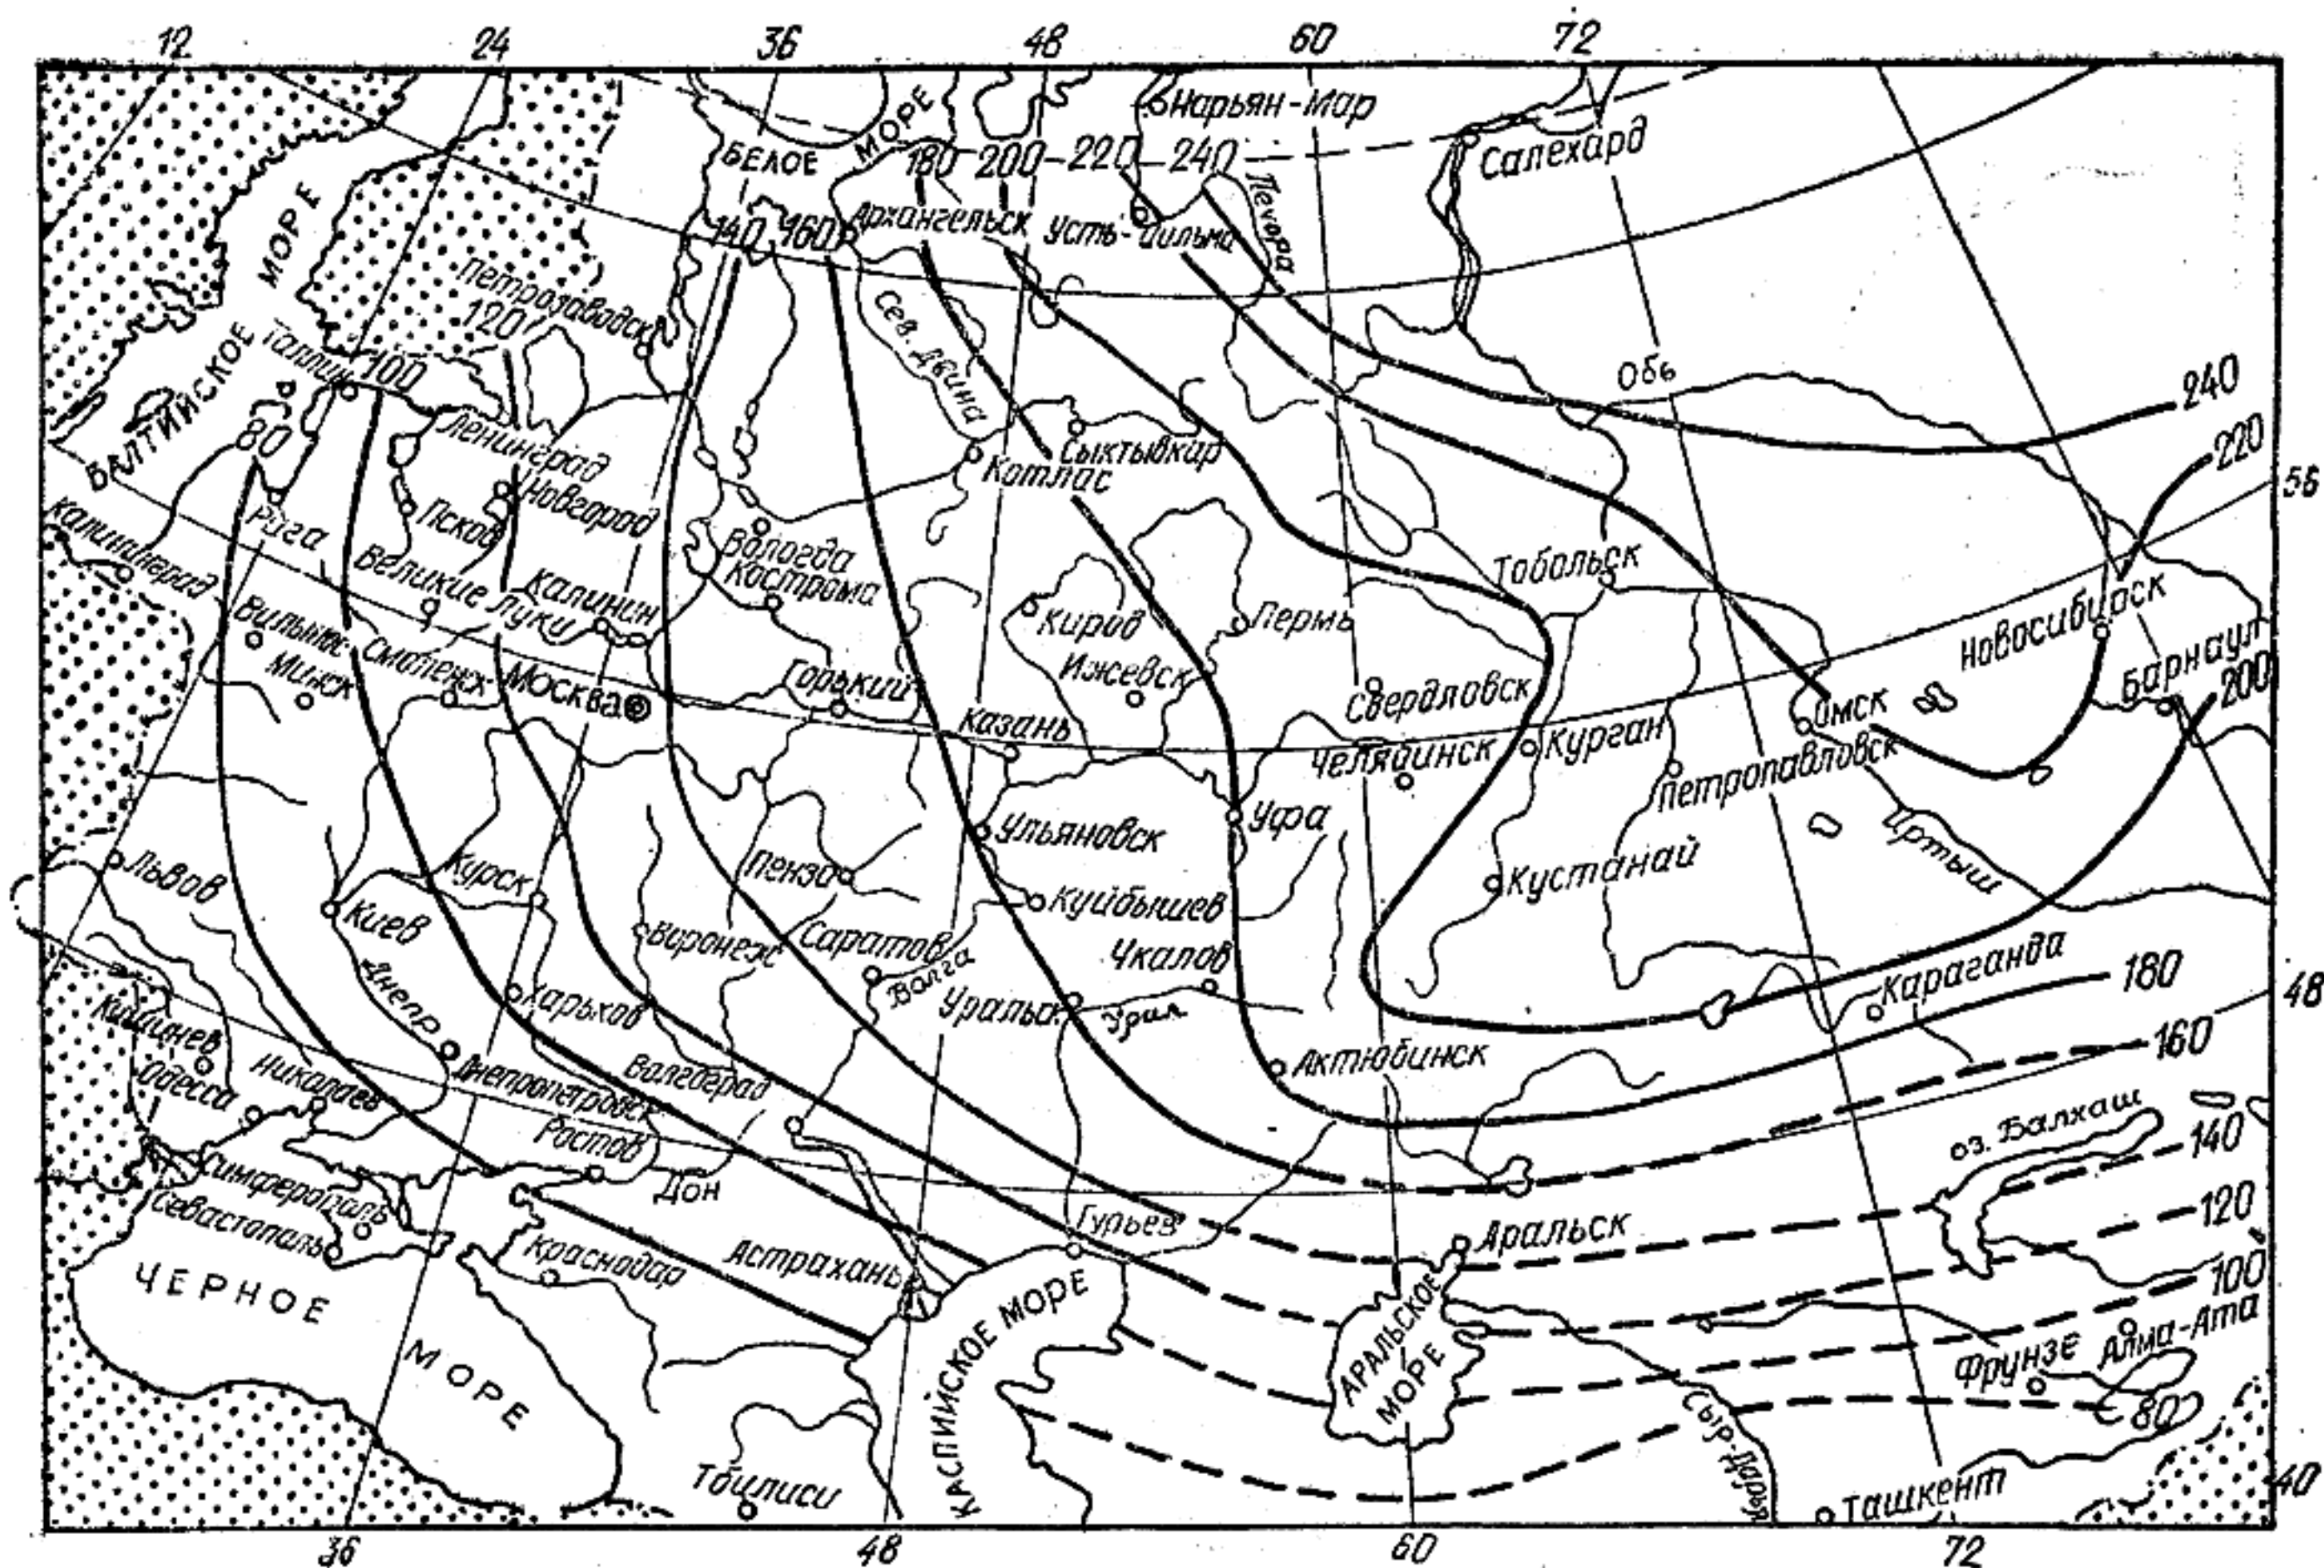 12 24 36 48 60 72
Нарьян-Мар
МОРЕ
БЕЛОЕ
180 200 220 240
Салехард
Печора
140 160
Архангельск
Усть-Цильма
МОРЕ
Петрозаводск
120
Сев. Двина
БАЛТИЙСКОЕ
Таллин
100
Обь
240
80
Ленинград
220
Сыктывкар
Котлас
56
Рига
Псков
Новгород
Калининград
Великие Луки
Вологда
Кострома
Тобольск
Калинин
Вильнюс
Киров
Пермь
Новосибирск
Минск
Смоленск
Москва
Горький
Ижевск
Свердловск
Барнаул
200
Казань
Омск
Челябинск
Курган
Петропавловск
Ульяновск
Уфа
Иртыш
Львов
Курск
Пенза
Кустанай
Киев
Куйбышев
Воронеж
Саратов
Чкалов
Волга
Караганда
180
48
Днепр
Харьков
Уральск
Урал
Кишинев
160
Одесса
Николаев
Днепропетровск
Волгоград
Актюбинск
Ростов
оз. Балхаш
140
Дон
Симферополь
Севастополь
120
Гурьев
Аральск
Краснодар
Астрахань
100
ЧЕРНОЕ
МОРЕ
КАСПИЙСКОЕ МОРЕ
АРАЛЬСКОЕ
МОРЕ
Фрунзе
Алма-Ата
80
Сыр-Дарья
Тбилиси
Ташкент
40
36 48 60 72